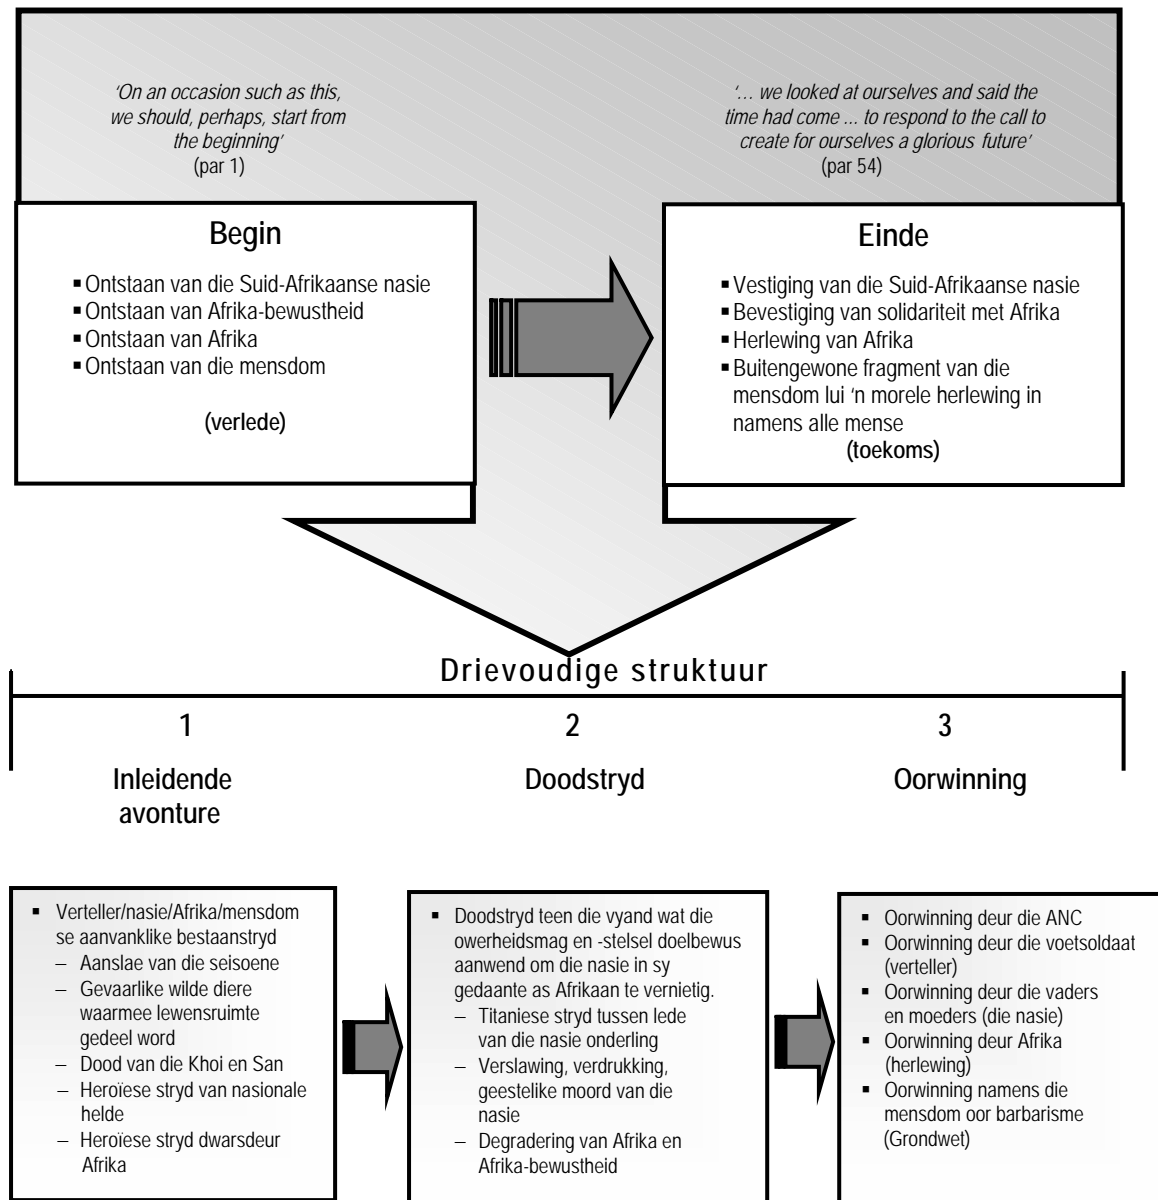 'On an occasion such as this,
we should, perhaps, start from
the beginning'
(par 1)
'... we looked at ourselves and said the
time had come ... to respond to the call to
create for ourselves a glorious future'
(par 54)
Begin
▪ Ontstaan van die Suid-Afrikaanse nasie
▪ Ontstaan van Afrika-bewustheid
▪ Ontstaan van Afrika
▪ Ontstaan van die mensdom
(verlede)
Einde
▪ Vestiging van die Suid-Afrikaanse nasie
▪ Bevestiging van solidariteit met Afrika
▪ Herlewing van Afrika
▪ Buitengewone fragment van die
mensdom lui 'n morele herlewing in
namens alle mense
(toekoms)
Drievoudige struktuur
1
Inleidende
avonture
2
Doodstryd
3
Oorwinning
▪ Verteller/nasie/Afrika/mensdom
se aanvanklike bestaanstryd
– Aanslae van die seisoene
– Gevaarlike wilde diere
waarmee lewensruimte
gedeel word
– Dood van die Khoi en San
– Heroïese stryd van nasionale
helde
– Heroïese stryd dwarsdeur
Afrika
▪ Doodstryd teen die vyand wat die
owerheidsmag en -stelsel doelbewus
aanwend om die nasie in sy
gedaante as Afrikaan te vernietig.
– Titaniese stryd tussen lede
van die nasie onderling
– Verslawing, verdrukking,
geestelike moord van die
nasie
– Degradering van Afrika en
Afrika-bewustheid
▪ Oorwinning deur die ANC
▪ Oorwinning deur die voetsoldaat
(verteller)
▪ Oorwinning deur die vaders
en moeders (die nasie)
▪ Oorwinning deur Afrika
(herlewing)
▪ Oorwinning namens die
mensdom oor barbarisme
(Grondwet)